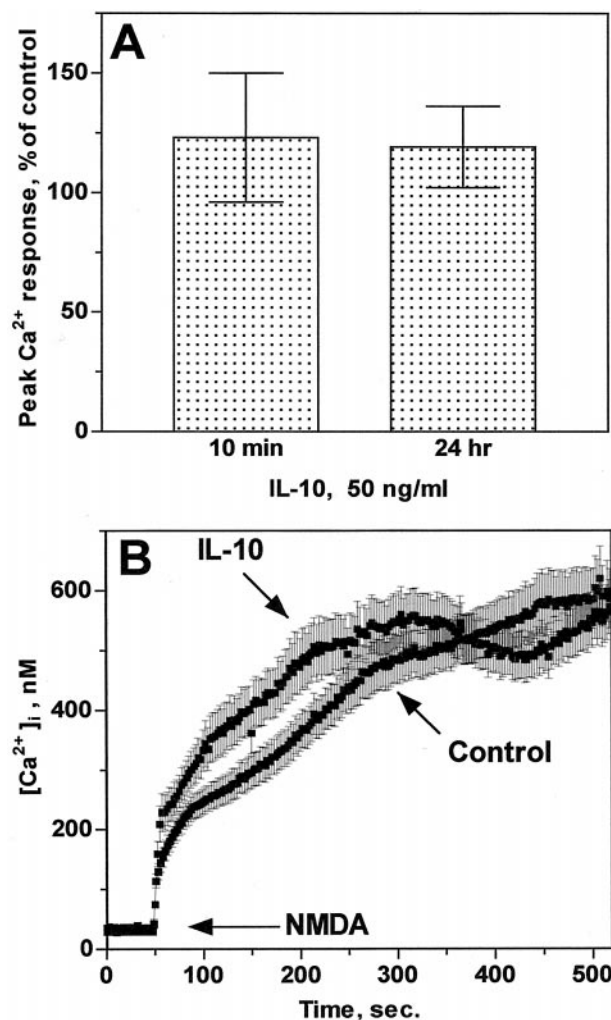 A
Peak Ca²⁺ response, % of control
150
100
50
0
10 min 24 hr
IL-10, 50 ng/ml
B
IL-10
600
400
200
0
[Ca²⁺]i, nM
Control
NMDA
0 100 200 300 400 500
Time, sec.